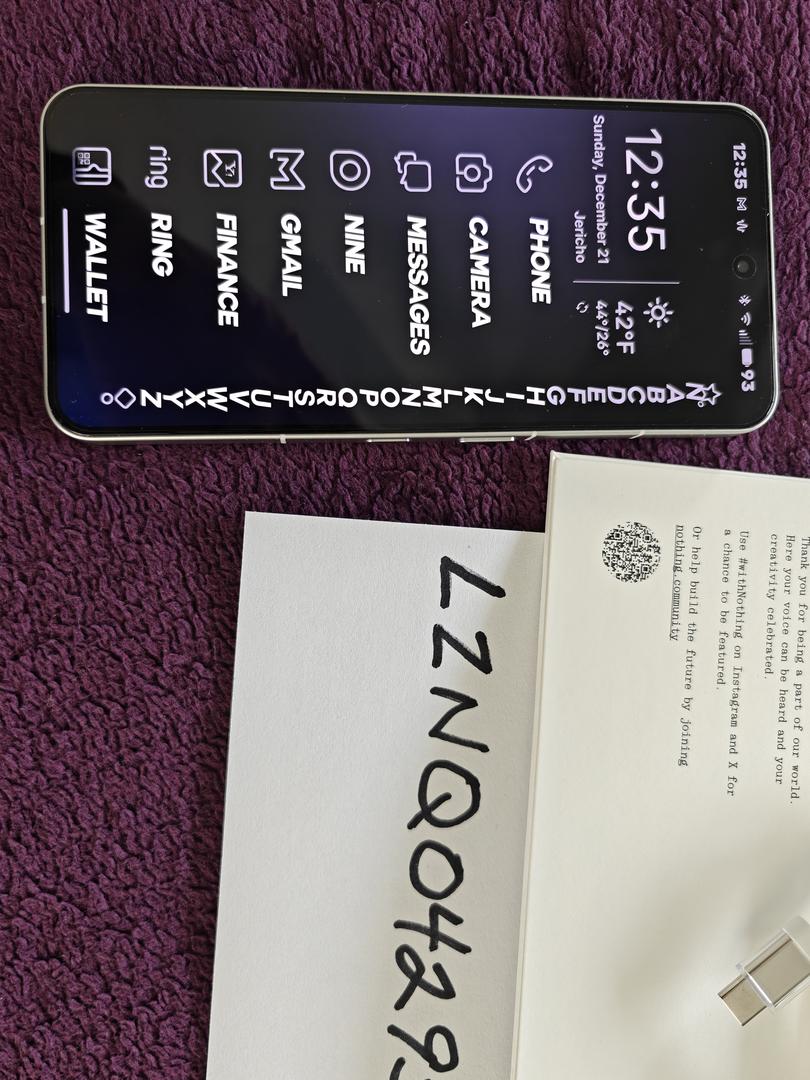 12:35
93
12:35
Sunday, December 21
Jericho
42°F
44°/26°
PHONE
CAMERA
MESSAGES
NINE
GMAIL
Y!
FINANCE
ring
RING
WALLET
N
A
B
C
D
E
F
G
H
I
J
K
L
M
N
O
P
Q
R
S
T
U
V
W
X
Y
Z
Thank you for being a part of our world.
Here your voice can be heard and your
creativity celebrated.
Use #withNothing on Instagram and X for
a chance to be featured.
Or help build the future by joining
nothing.community
LZNQ0429